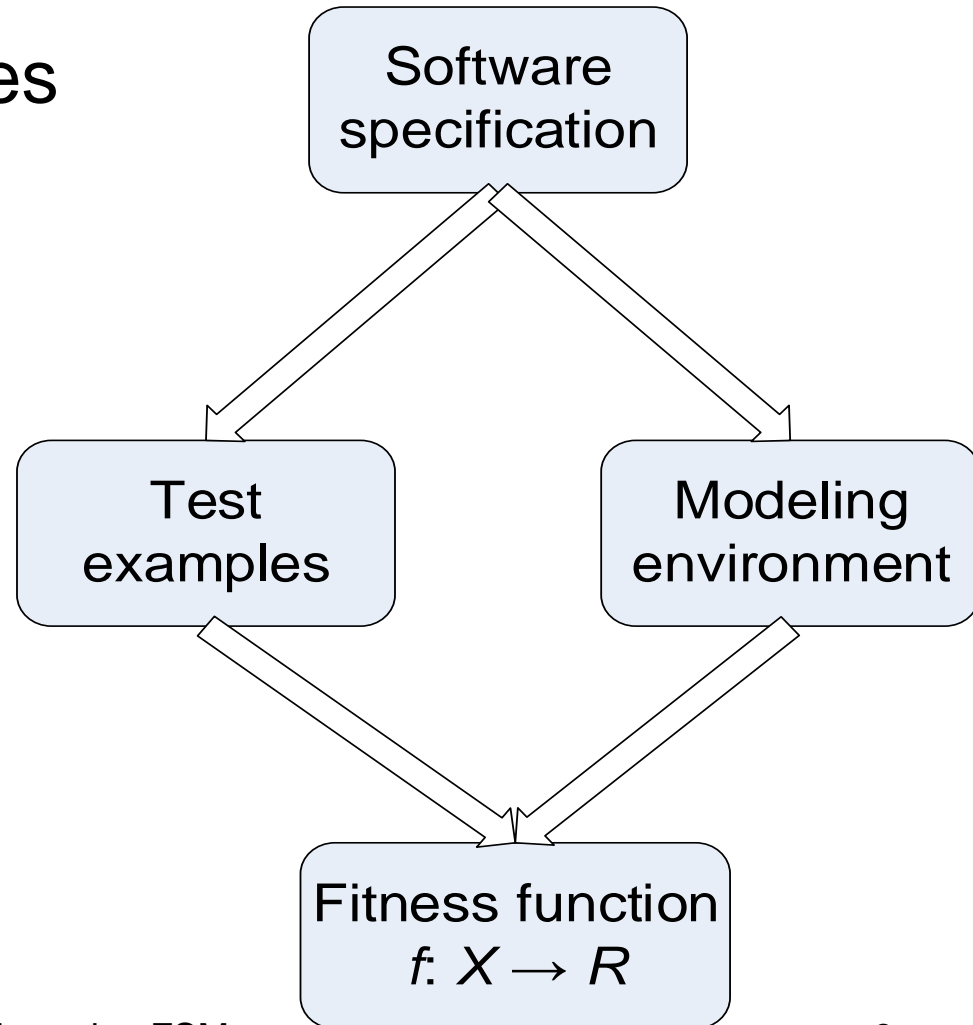 es
Software
specification
Test
examples
Modeling
environment
Fitness function
f: X → R